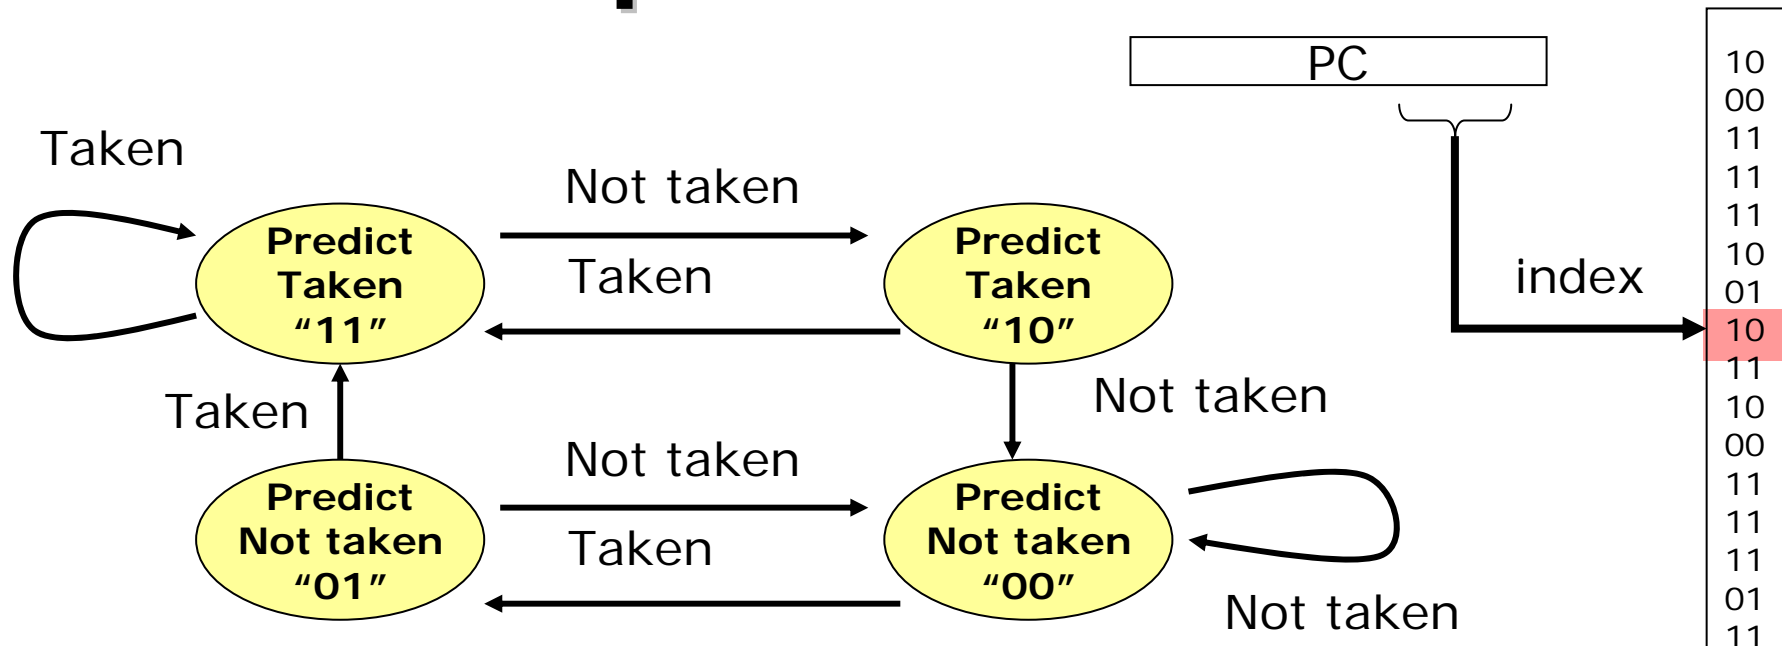 PC
Taken
Not taken
Taken
Predict
Taken
“11”
Predict
Taken
“10”
index
Taken
Not taken
Not taken
Taken
Predict
Not taken
“01”
Predict
Not taken
“00”
Not taken
10
00
11
11
11
10
01
10
11
10
00
11
11
11
01
11